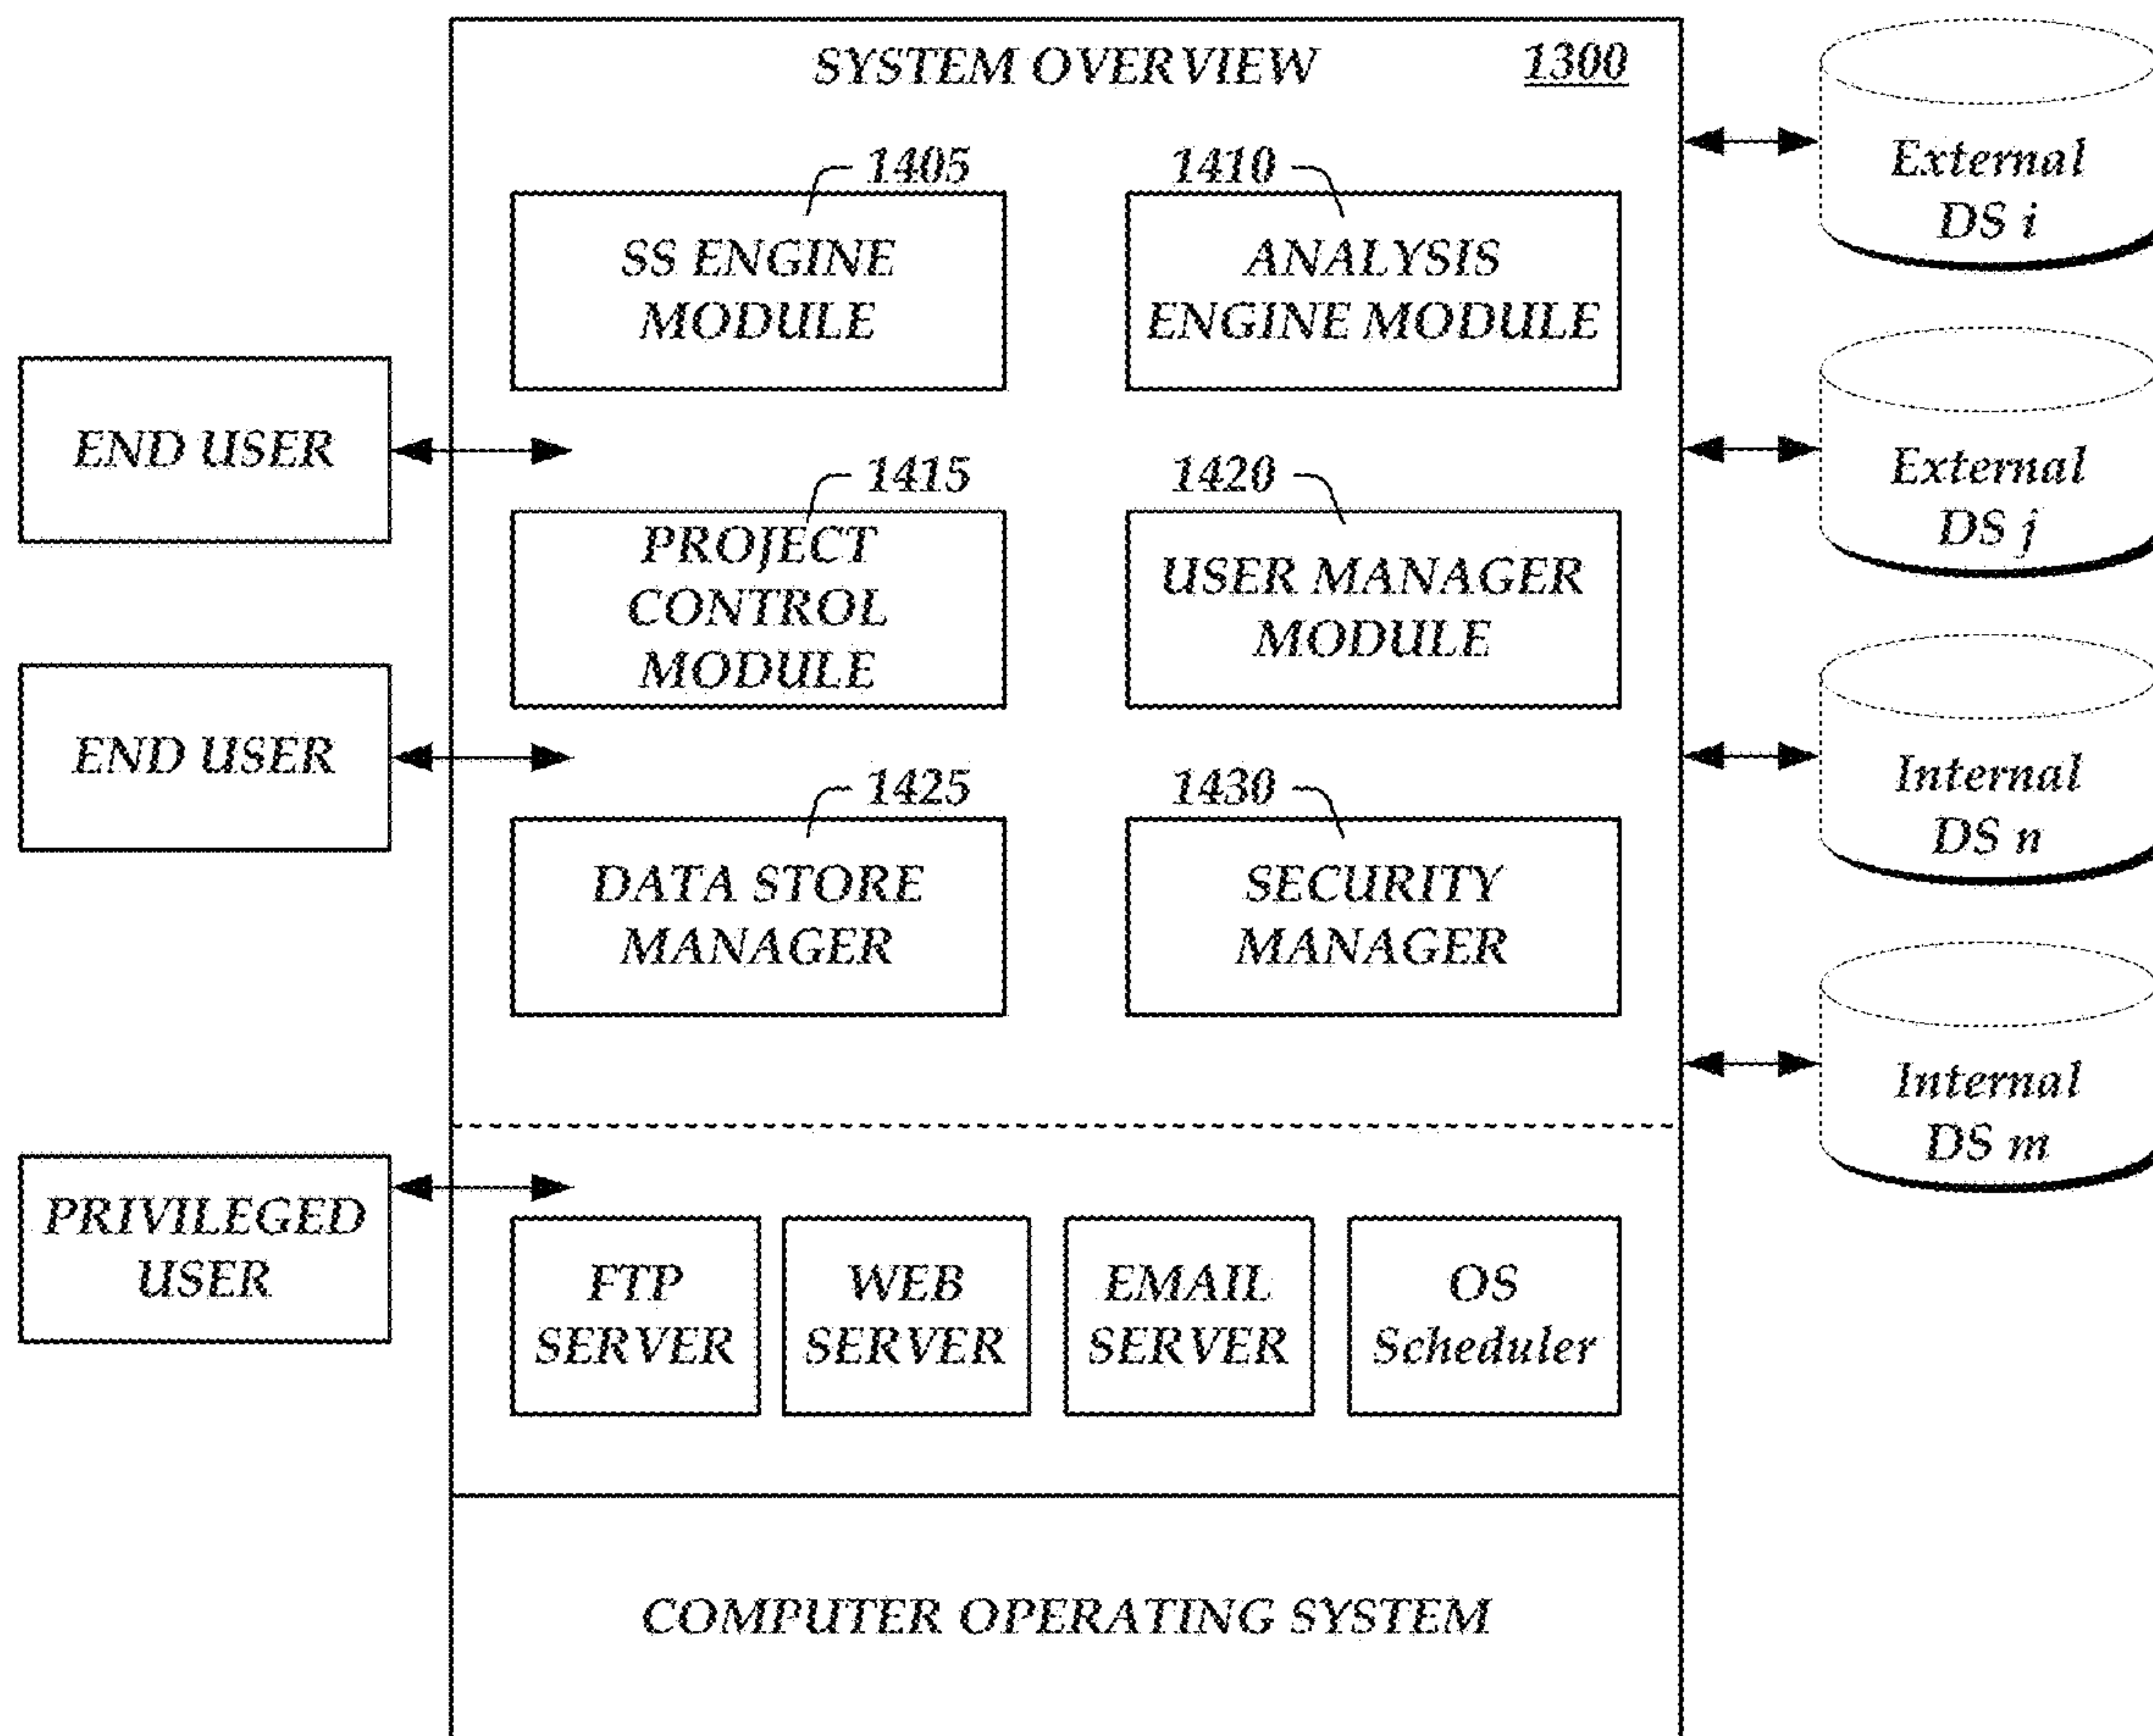 SYSTEM OVERVIEW
1300
1405
SS ENGINE
MODULE
1410
ANALYSIS
ENGINE MODULE
1415
PROJECT
CONTROL
MODULE
1420
USER MANAGER
MODULE
1425
DATA STORE
MANAGER
1430
SECURITY
MANAGER
END USER
END USER
PRIVILEGED
USER
FTP
SERVER
WEB
SERVER
EMAIL
SERVER
OS
Scheduler
COMPUTER OPERATING SYSTEM
External
DS i
External
DS j
Internal
DS n
Internal
DS m